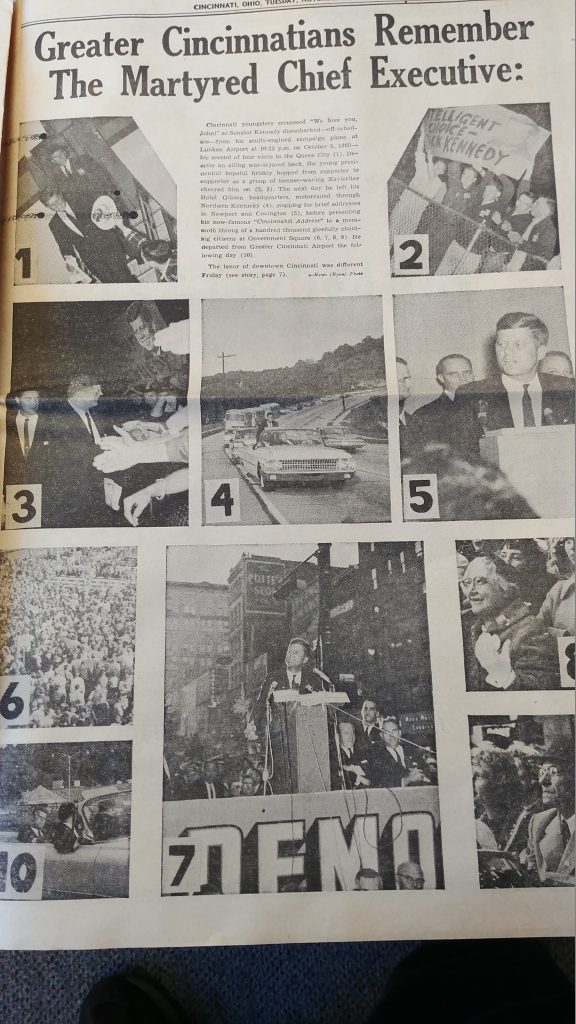 CINCINNATI, OHIO, TUESDAY,
Greater Cincinnatians Remember
The Martyred Chief Executive:
Cincinnati youngsters screamed "We love you,
John!" as Senator Kennedy disembarked—off-sched-
ule—from his multi-engined campaign plane at
Lunken Airport at 10:23 p.m. on October 5, 1960—
his second of four visits to the Queen City (1). De-
spite an ailing war-injured back, the young presi-
dential hopeful briskly hopped from supporter to
supporter as a group of banner-waving Xavierites
cheered him on (2, 3). The next day he left his
Hotel Gibson headquarters, motorcaded through
Northern Kentucky (4), stopping for brief addresses
in Newport and Covington (5), before presenting
his now-famous "Cincinnati Address" to a mam-
moth throng of a hundred thousand gleefully chant-
ing citizens at Government Square (6, 7, 8, 9). He
departed from Greater Cincinnati Airport the fol-
lowing day (10).
The tenor of downtown Cincinnati was different
Friday (see story, page 7). —News (Ryan) Photo
TELLIGENT
KENNEDY
1
2
3
4
5
6
7
8
10
DEMO